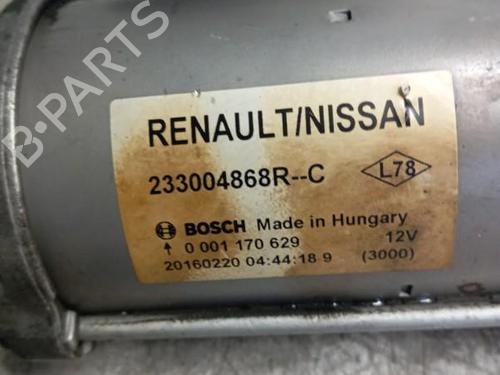 RENAULT/NISSAN
233004868R--C L78
BOSCH Made in Hungary
0 001 170 629 12V
20160220 04:44:18 9 (3000)
B-PARTS